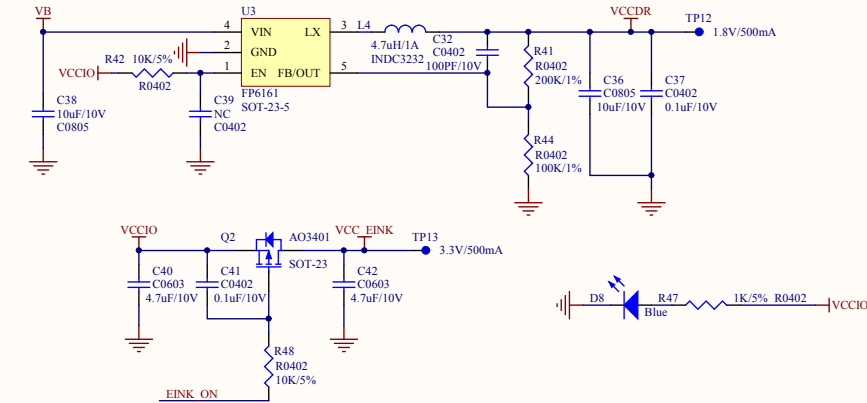 VB
U3
4
VIN
LX
3
L4
4.7uH/1A
INDC3232
2
GND
1
EN
FB/OUT
5
FP6161
SOT-23-5
R42 10K/5%
R0402
VCCIO
C38
10uF/10V
C0805
C39
NC
C0402
C32
C0402
100PF/10V
R41
R0402
200K/1%
R44
R0402
100K/1%
C36
C0805
10uF/10V
C37
C0402
0.1uF/10V
VCCDR
TP12
1.8V/500mA
VCCIO
Q2
AO3401
SOT-23
VCC_EINK
TP13
3.3V/500mA
C40
C0603
4.7uF/10V
C41
C0402
0.1uF/10V
C42
C0603
4.7uF/10V
R48
R0402
10K/5%
EINK_ON
D8
Blue
R47
1K/5% R0402
VCCIO